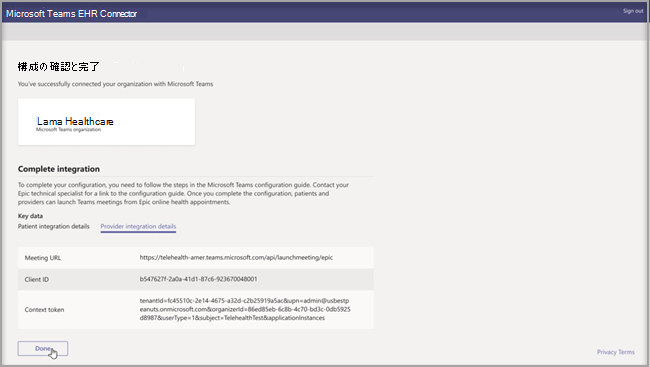 Microsoft Teams EHR Connector
Sign out
構成の確認と完了
You've successfully connected your organization with Microsoft Teams
Lama Healthcare
Microsoft Teams organization
Complete integration
To complete your configuration, you need to follow the steps in the Microsoft Teams configuration guide. Contact your
Epic technical specialist for a link to the configuration guide. Once you complete the configuration, patients and
providers can launch Teams meetings from Epic online health appointments.
Key data
Patient integration details
Provider integration details
Meeting URL
https://telehealth-amer.teams.microsoft.com/api/launchmeeting/epic
Client ID
b547627f-2a0a-41d1-87c6-923670048001
Context token
tenantId=fc45510c-2e14-4675-a32d-c2b25919a5ac&upn=admin@usbestp
eanuts.onmicrosoft.com&organizerId=86ed85eb-6c8b-4c70-bd3c-0db5925
d8987&userType=1&subject=TelehealthTest&applicationInstances
Done
Privacy Terms